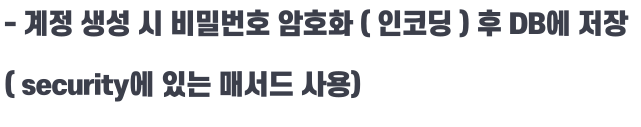 - 계정 생성 시 비밀번호 암호화 ( 인코딩 ) 후 DB에 저장
( security에 있는 매서드 사용)